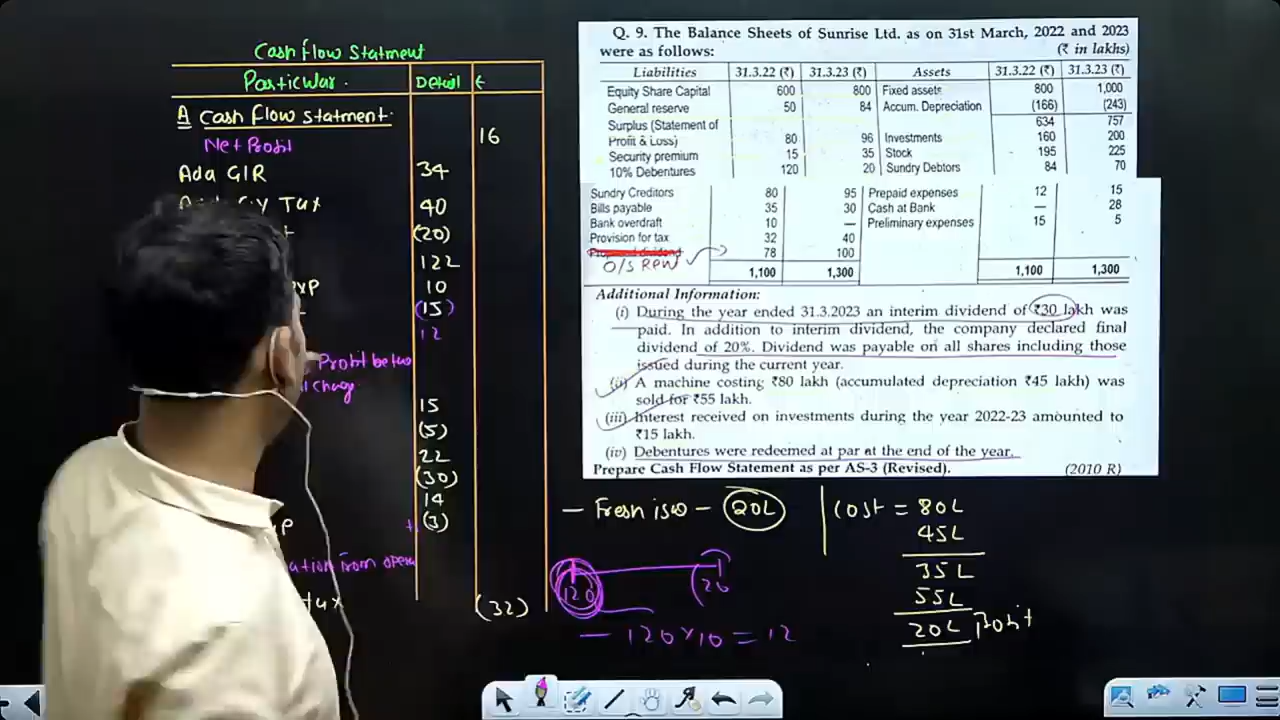 Cash flow Statment
Particular. Detail ₹
A Cash flow Statment.
Net Profit 16
Add GIR 34
Tax 40
(20)
122
xp 10
(15)
12
Profit before
chang
15
(5)
22
(30)
14
xp (3)
ation from opera
tax (32)
Q. 9. The Balance Sheets of Sunrise Ltd. as on 31st March, 2022 and 2023
were as follows: (₹ in lakhs)
Liabilities 31.3.22 (₹) 31.3.23 (₹) Assets 31.3.22 (₹) 31.3.23 (₹)
Equity Share Capital 600 800 Fixed assets 800 1,000
General reserve 50 84 Accum. Depreciation (166) (243)
Surplus (Statement of 634 757
Profit & Loss) 80 96 Investments 160 200
Security premium 15 35 Stock 195 225
10% Debentures 120 20 Sundry Debtors 84 70
Sundry Creditors 80 95 Prepaid expenses 12 15
Bills payable 35 30 Cash at Bank — 28
Bank overdraft 10 — Preliminary expenses 15 5
Provision for tax 32 40
78 100
O/S
1,100 1,300 1,100 1,300
Additional Information:
(i) During the year ended 31.3.2023 an interim dividend of ₹30 lakh was
paid. In addition to interim dividend, the company declared final
dividend of 20%. Dividend was payable on all shares including those
issued during the current year.
(ii) A machine costing ₹80 lakh (accumulated depreciation ₹45 lakh) was
sold for ₹55 lakh.
(iii) Interest received on investments during the year 2022-23 amounted to
₹15 lakh.
(iv) Debentures were redeemed at par at the end of the year.
Prepare Cash Flow Statement as per AS-3 (Revised). (2010 R)
— Fresh — 20L
120 20
— 120×10 = 12
Cost = 80L
45L
35L
55L
20L Profit